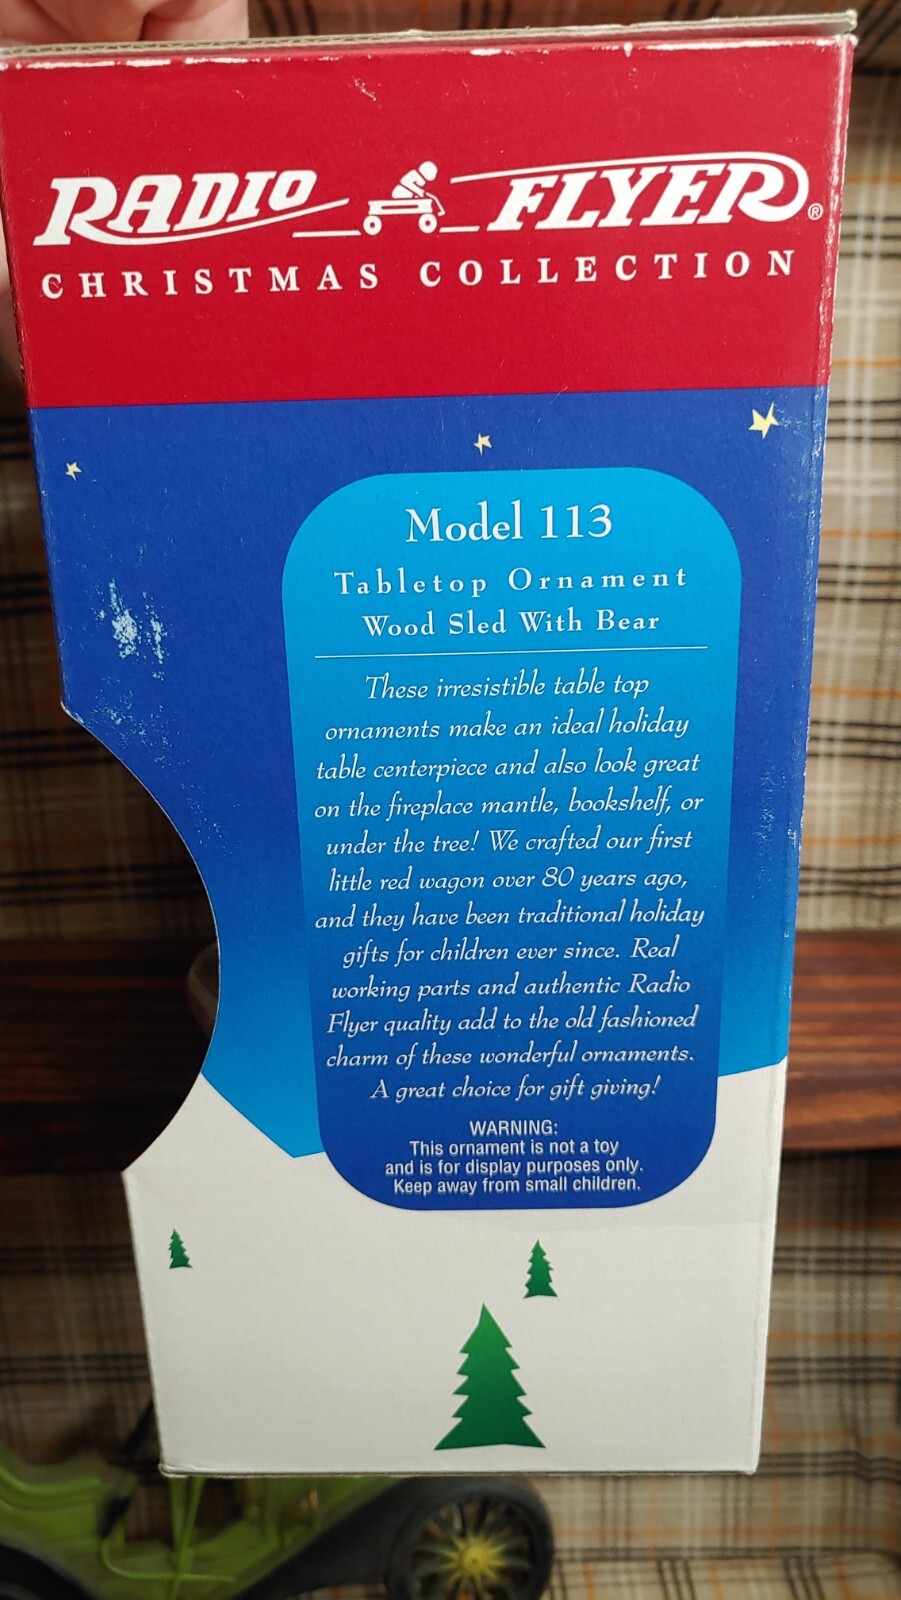 RADIO FLYER®
CHRISTMAS COLLECTION
Model 113
Tabletop Ornament
Wood Sled With Bear
These irresistible table top
ornaments make an ideal holiday
table centerpiece and also look great
on the fireplace mantle, bookshelf, or
under the tree! We crafted our first
little red wagon over 80 years ago,
and they have been traditional holiday
gifts for children ever since. Real
working parts and authentic Radio
Flyer quality add to the old fashioned
charm of these wonderful ornaments.
A great choice for gift giving!
WARNING:
This ornament is not a toy
and is for display purposes only.
Keep away from small children.